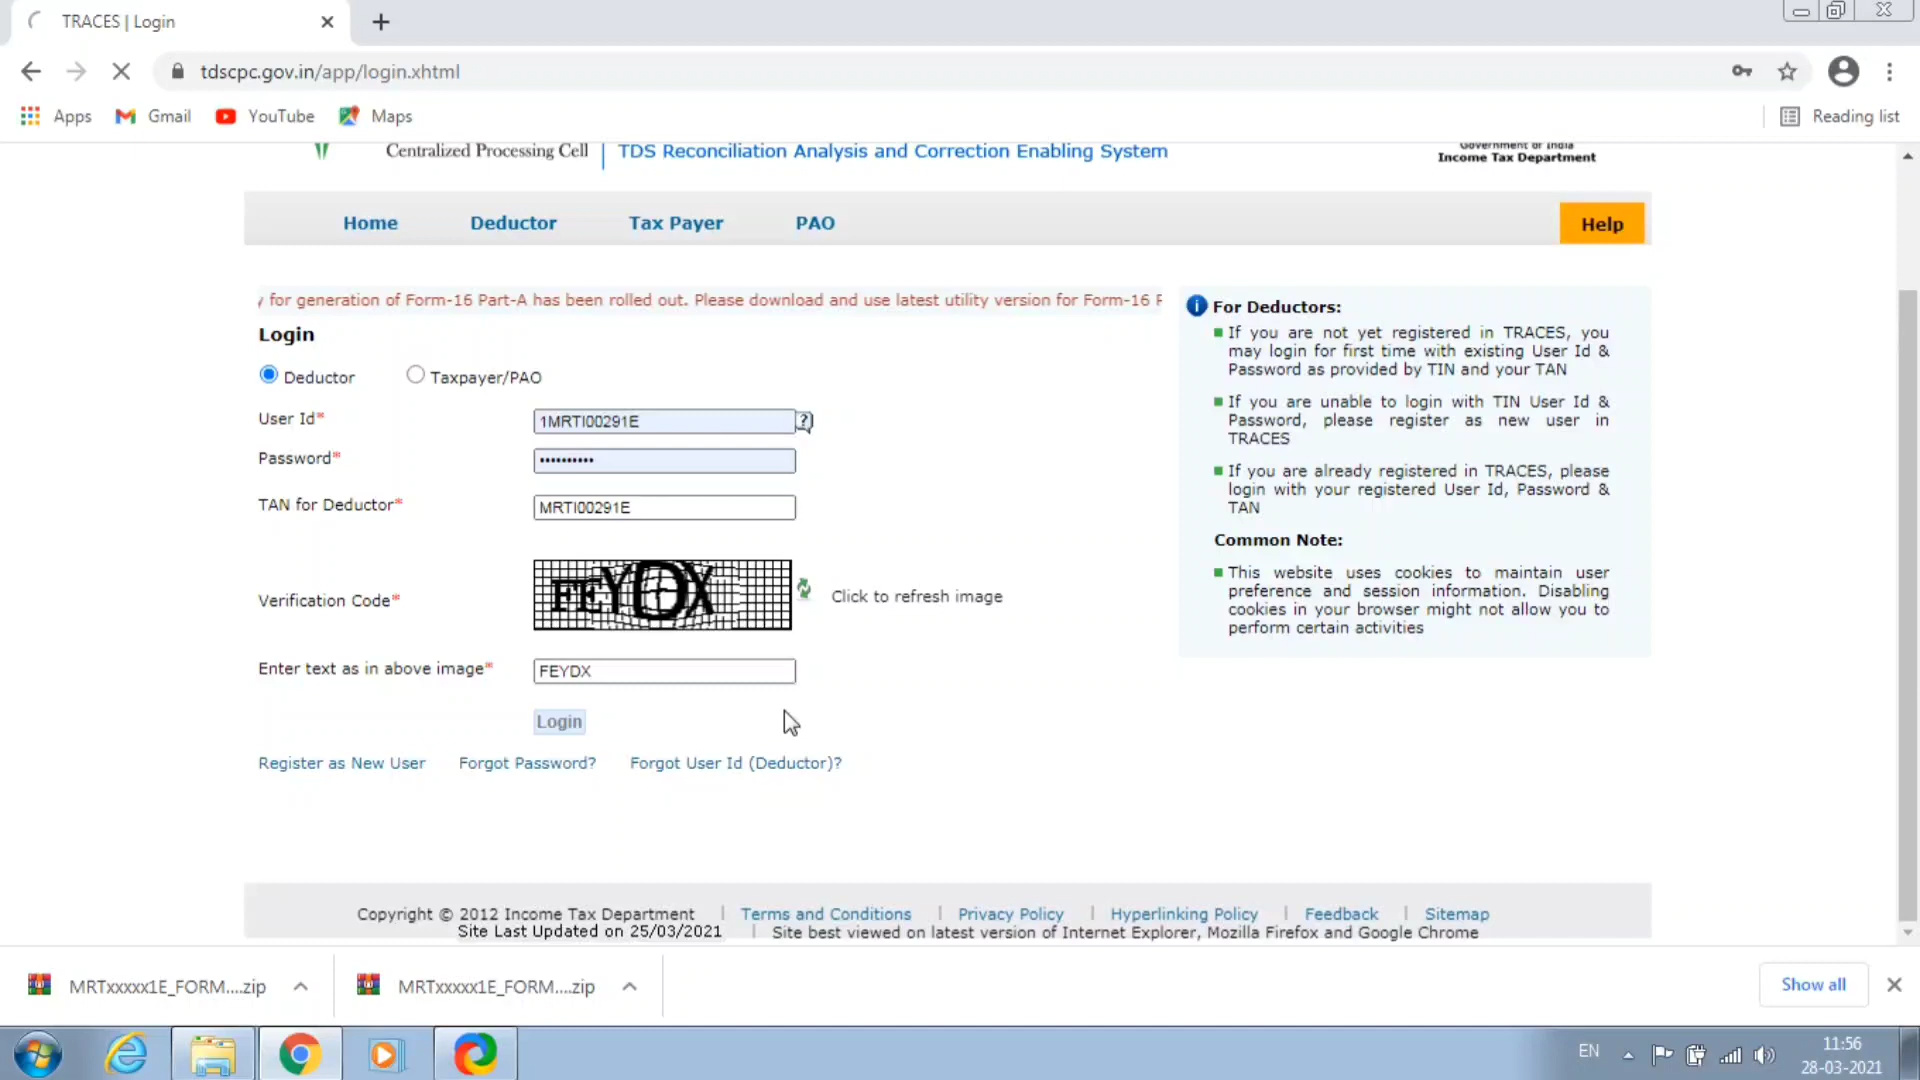 TRACES | Login
tdscpc.gov.in/app/login.xhtml
Apps
Gmail
YouTube
Maps
Reading list
Centralized Processing Cell
TDS Reconciliation Analysis and Correction Enabling System
Government of India
Income Tax Department
Home
Deductor
Tax Payer
PAO
Help
for generation of Form-16 Part-A has been rolled out. Please download and use latest utility version for Form-16
Login
Deductor
Taxpayer/PAO
User Id*
1MRTI00291E
?
Password*
••••••••••
TAN for Deductor*
MRTI00291E
Verification Code*
FEYDX
Click to refresh image
Enter text as in above image*
FEYDX
Login
Register as New User
Forgot Password?
Forgot User Id (Deductor)?
i
For Deductors:
If you are not yet registered in TRACES, you
may login for first time with existing User Id &
Password as provided by TIN and your TAN
If you are unable to login with TIN User Id &
Password, please register as new user in
TRACES
If you are already registered in TRACES, please
login with your registered User Id, Password &
TAN
Common Note:
This website uses cookies to maintain user
preference and session information. Disabling
cookies in your browser might not allow you to
perform certain activities
Copyright © 2012 Income Tax Department | Terms and Conditions | Privacy Policy | Hyperlinking Policy | Feedback | Sitemap
Site Last Updated on 25/03/2021 | Site best viewed on latest version of Internet Explorer, Mozilla Firefox and Google Chrome
MRTxxxxx1E_FORM....zip
MRTxxxxx1E_FORM....zip
Show all
EN
11:56
28-03-2021